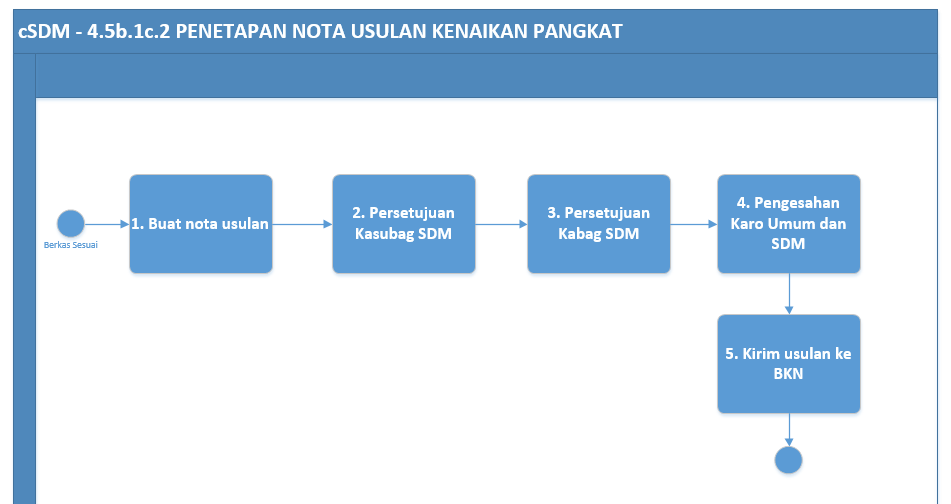 cSDM - 4.5b.1c.2 PENETAPAN NOTA USULAN KENAIKAN PANGKAT
Berkas Sesuai
1. Buat nota usulan
2. Persetujuan
Kasubag SDM
3. Persetujuan
Kabag SDM
4. Pengesahan
Karo Umum dan
SDM
5. Kirim usulan ke
BKN